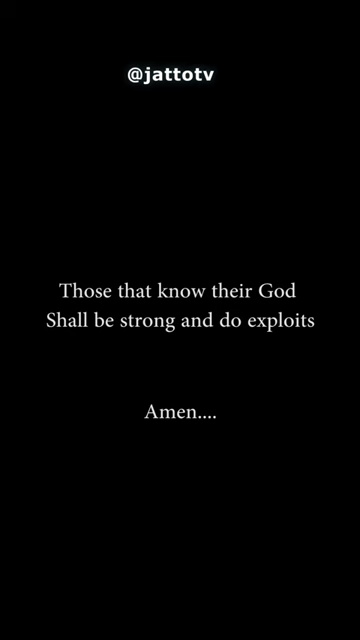 @jattotv
Those that know their God
Shall be strong and do exploits
Amen....